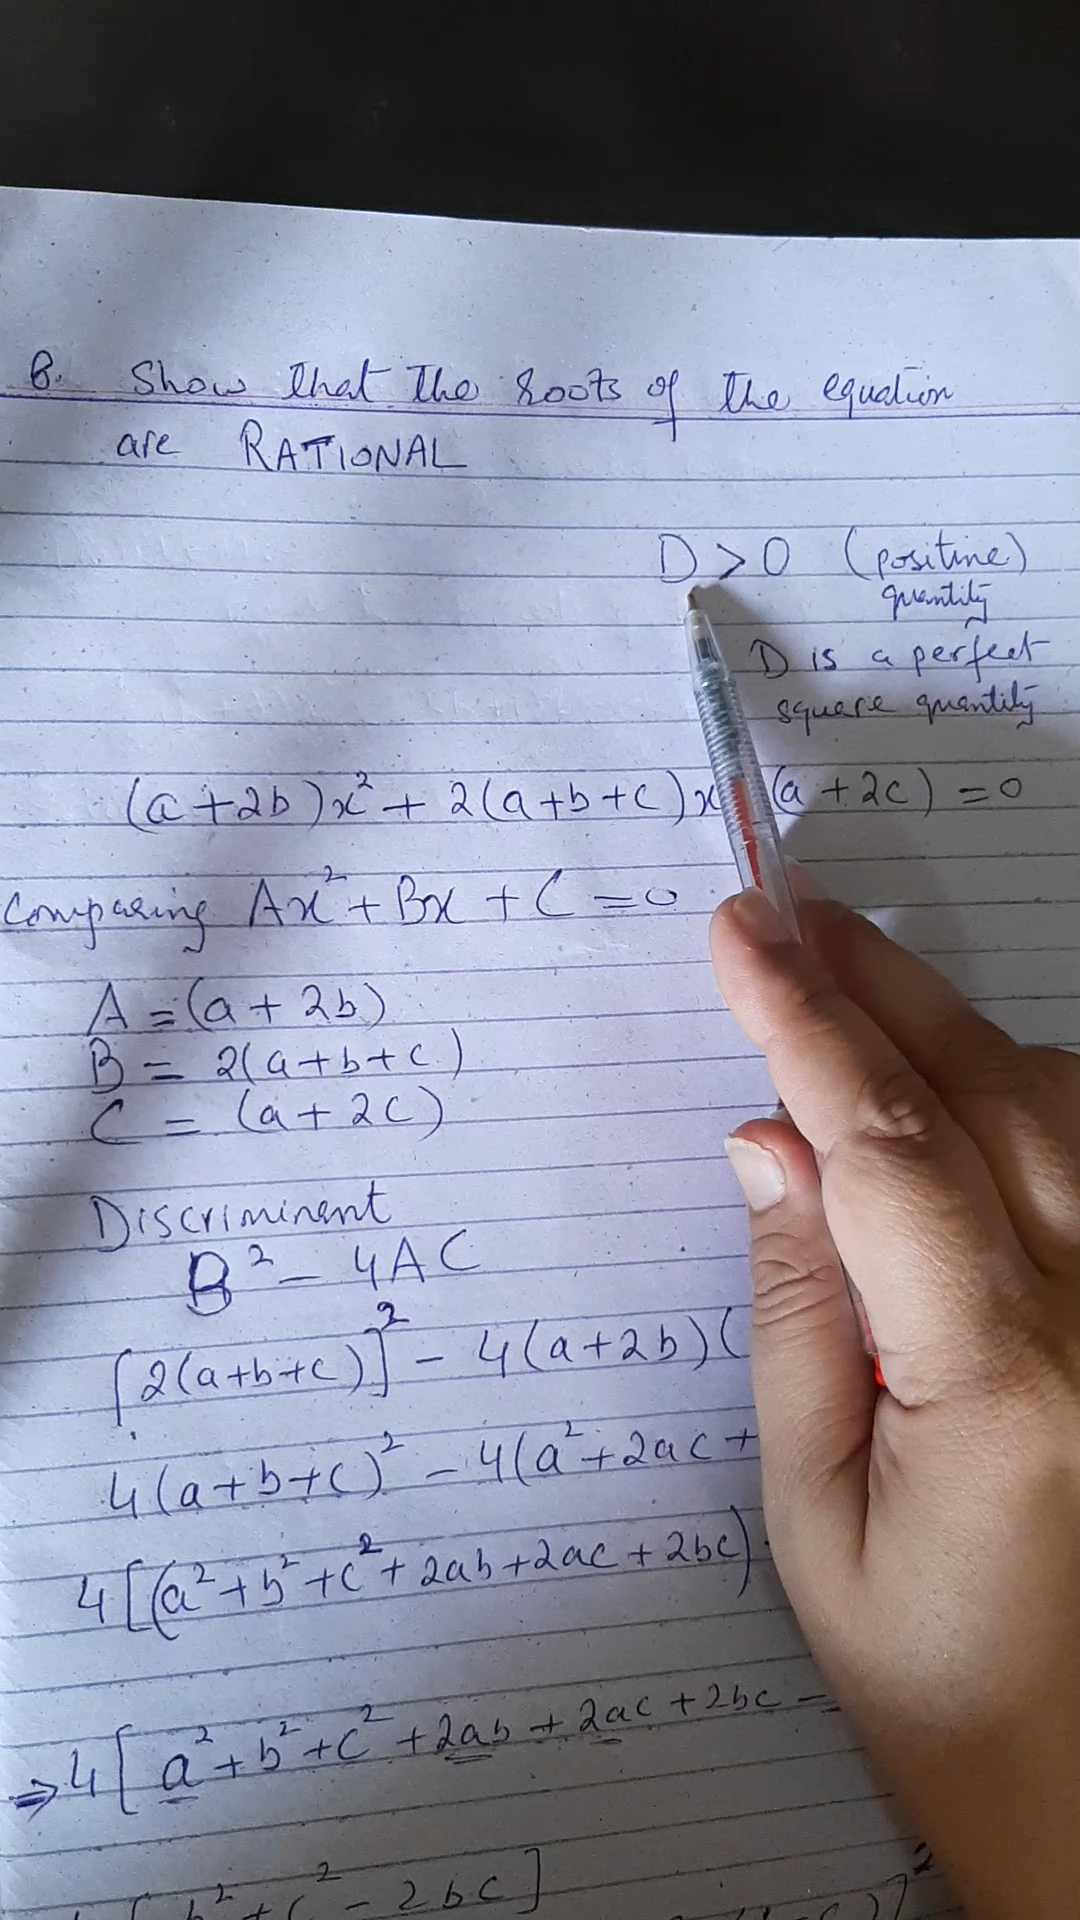 8. Show that the roots of the equation
are RATIONAL
D > 0 (positive)
quantity
D is a perfect
square quantity
(a + 2b)x² + 2(a+b+c)x (a + 2c) = 0
Comparing Ax² + Bx + C = 0
A = (a + 2b)
B = 2(a+b+c)
C = (a + 2c)
Discriminent
B² - 4AC
[2(a+b+c)]² - 4(a+2b)(
4(a+b+c)² - 4(a²+2ac+
4[(a²+b²+c²+2ab+2ac+2bc)
⇒ 4[a²+b²+c²+2ab+2ac+2bc-
b²+c²-2bc]